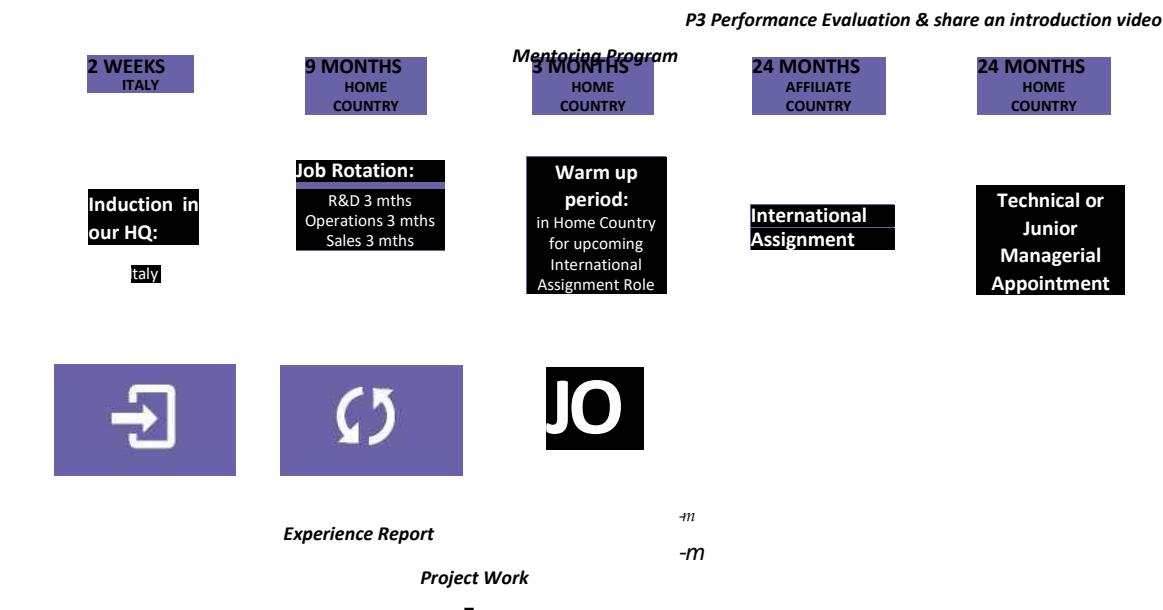 P3 Performance Evaluation & share an introduction video
Mentoring Program
2 WEEKS
ITALY
9 MONTHS
HOME
COUNTRY
3 MONTHS
HOME
COUNTRY
24 MONTHS
AFFILIATE
COUNTRY
24 MONTHS
HOME
COUNTRY
Induction in
our HQ:
Italy
Job Rotation:
R&D 3 mths
Operations 3 mths
Sales 3 mths
Warm up
period:
in Home Country
for upcoming
International
Assignment Role
International
Assignment
Technical or
Junior
Managerial
Appointment
JO
-m
Experience Report
-m
Project Work